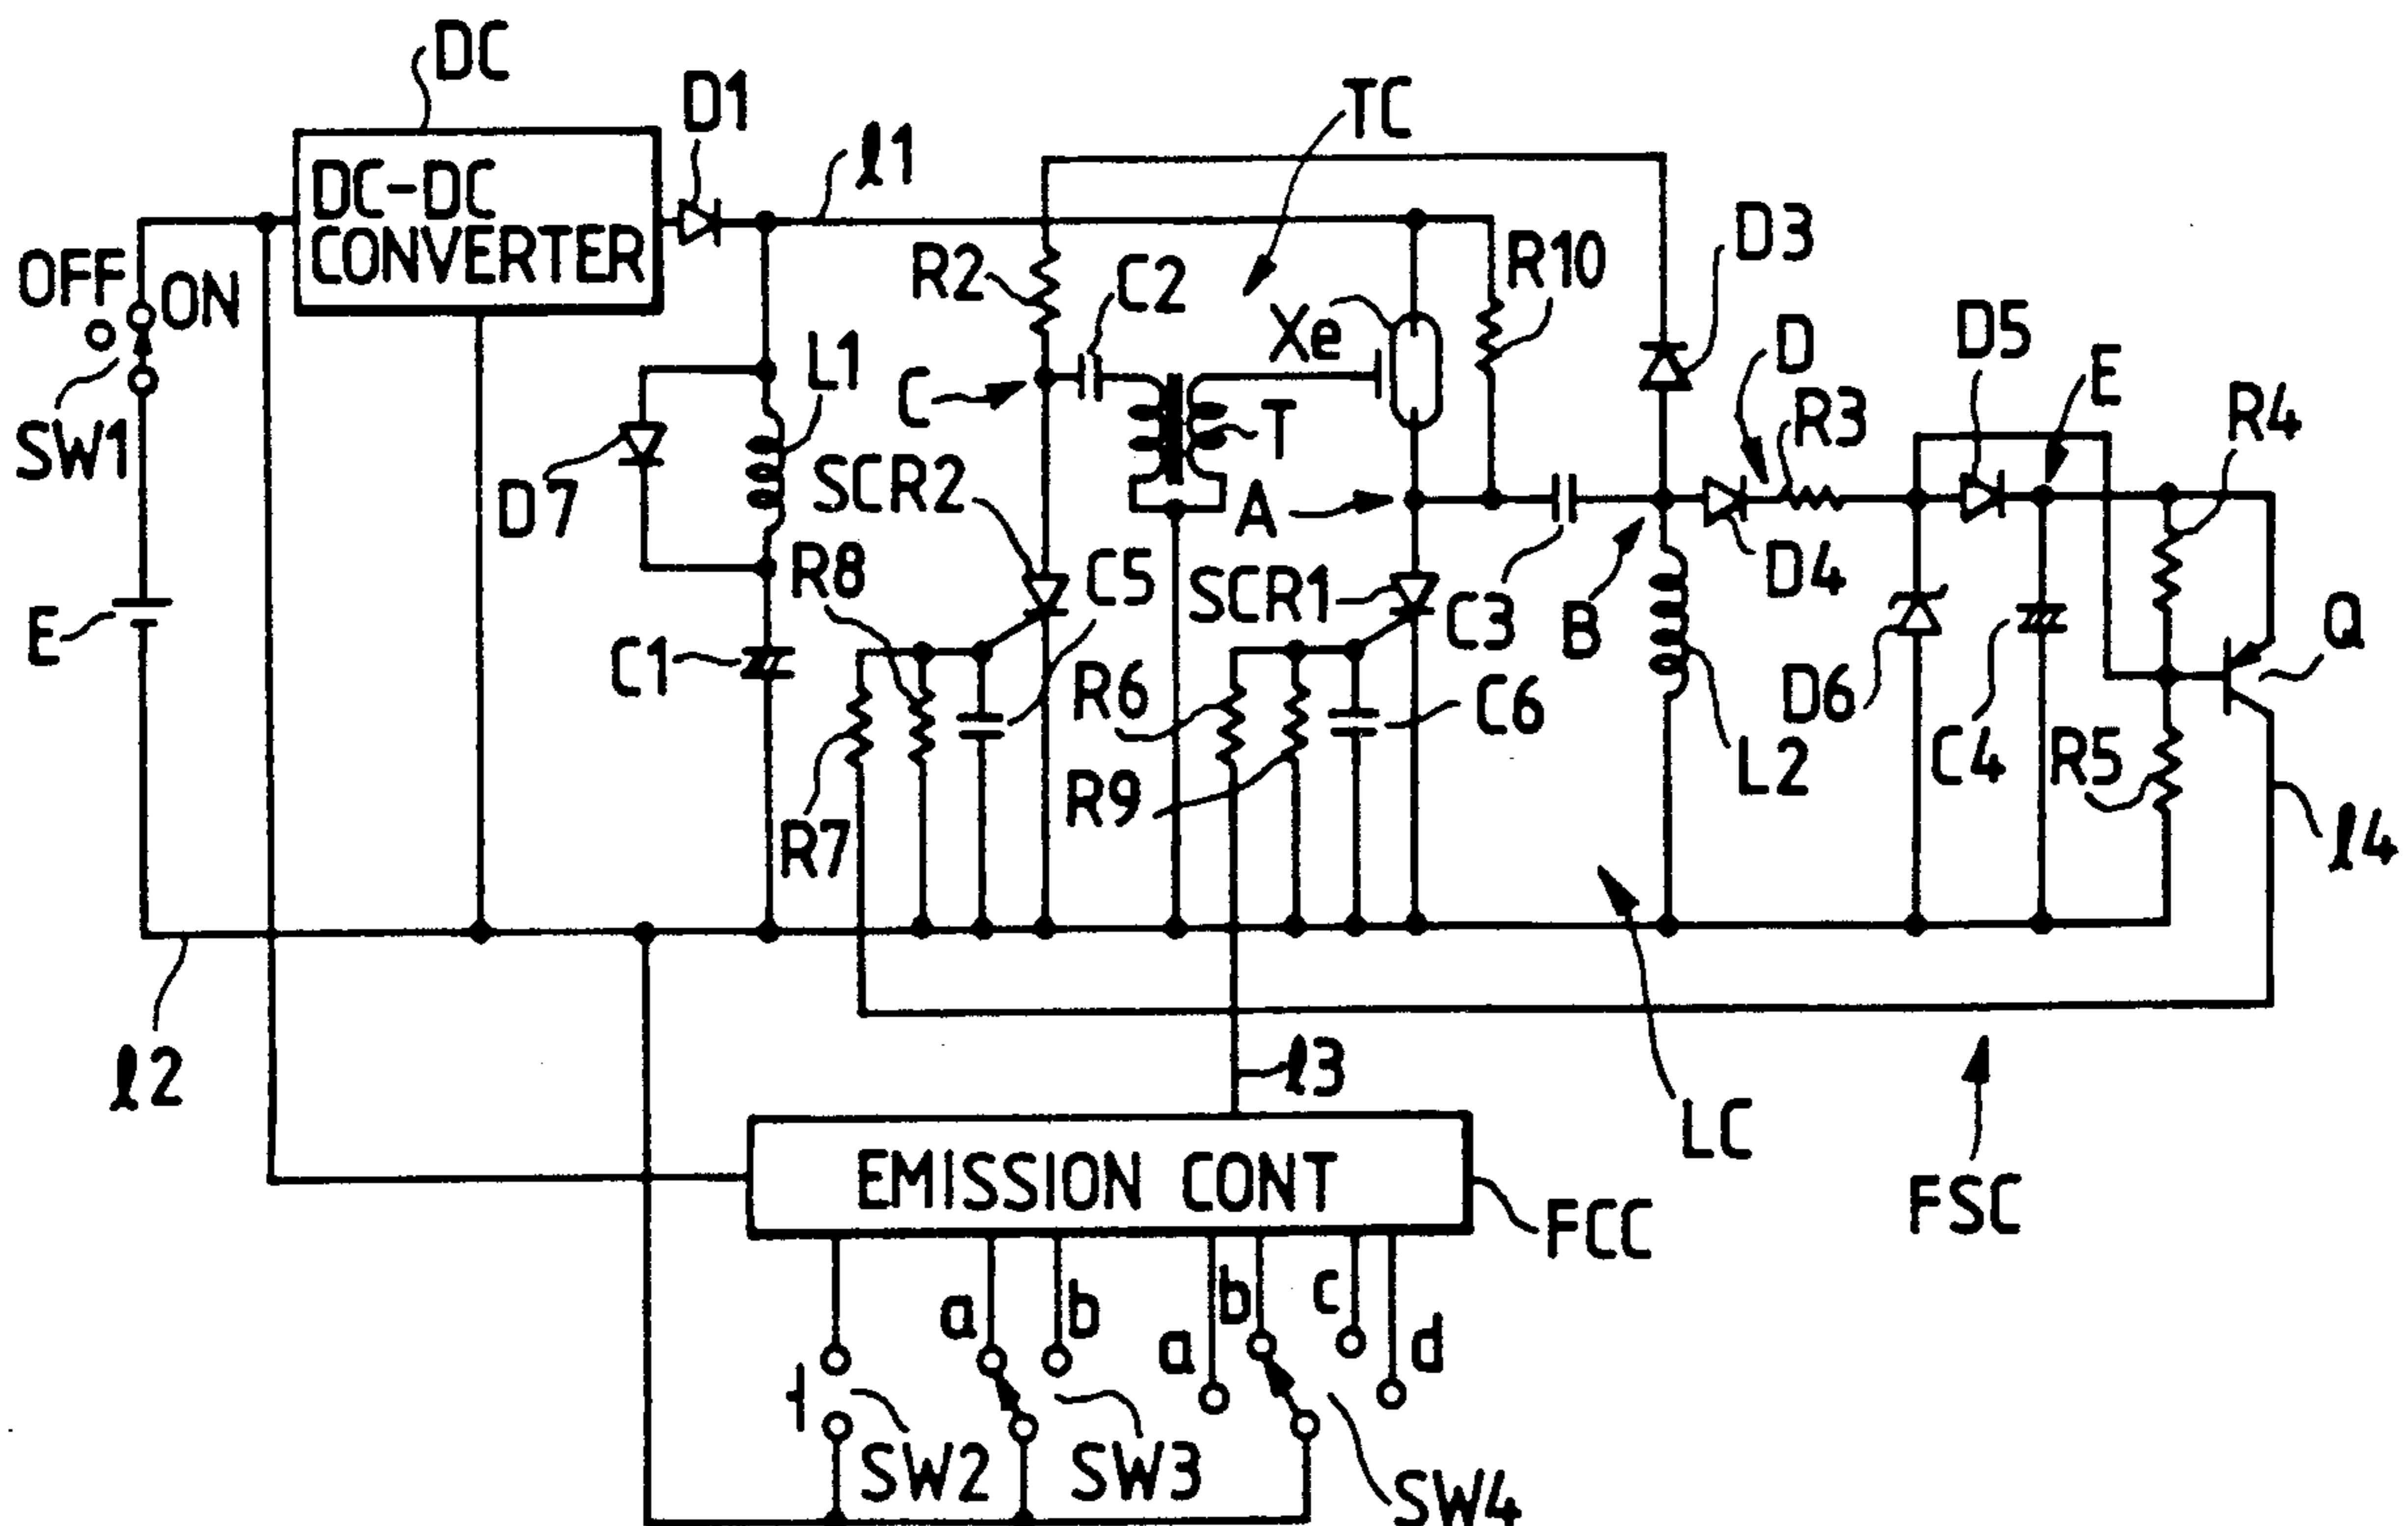 DC
D1
TC
l1
DC-DC
CONVERTER
OFF
ON
R2
C2
R10
D3
Xe
D5
D
E
L1
C
R3
R4
SW1
T
SCR2
D7
A
R8
C5
SCR1
D4
C3
B
Q
E
C1
R6
C6
D6
R9
L2
C4
R5
R7
l4
l2
l3
LC
EMISSION CONT
FCC
FSC
a
b
b
c
a
d
SW2
SW3
SW4